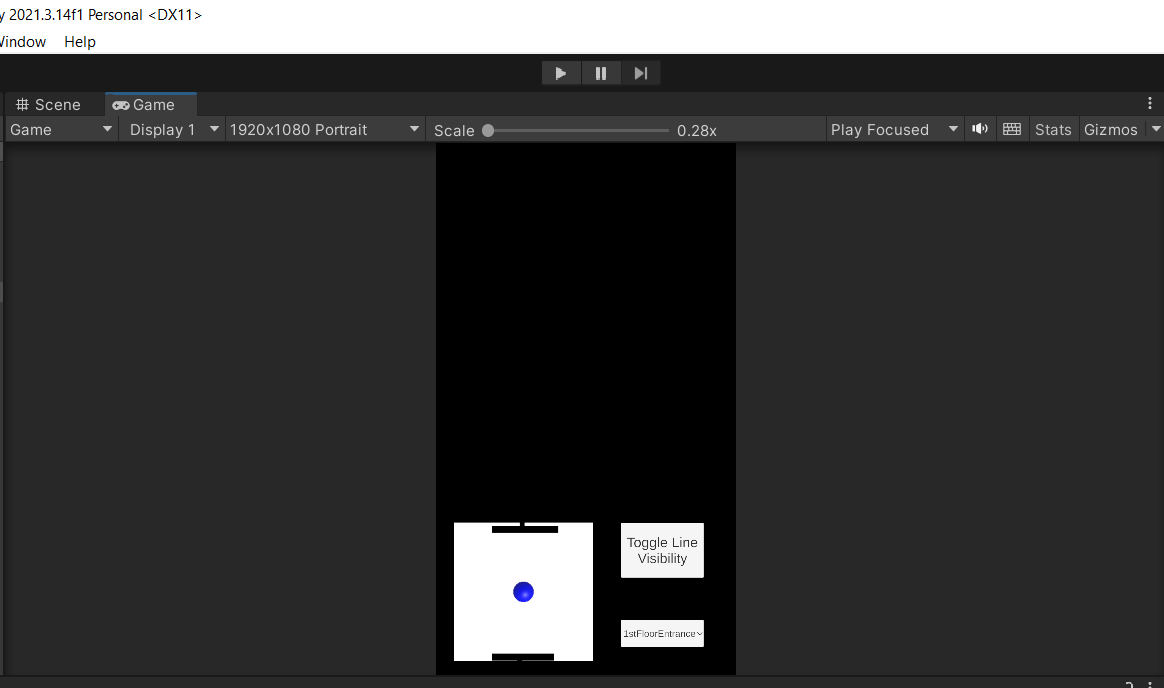 y 2021.3.14f1 Personal <DX11>
Window Help
Scene Game
Game Display 1 1920x1080 Portrait Scale 0.28x Play Focused Stats Gizmos
Toggle Line
Visibility
1stFloorEntrance